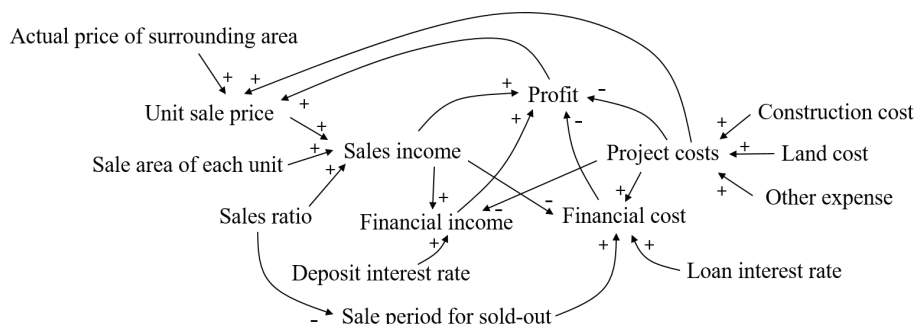 Actual price of surrounding area
+ +
+
Profit
-
Unit sale price
+
+
-
+
Construction cost
+
+
Sales income
Project costs
+
Land cost
Sale area of each unit
+
+
Other expense
+
+
-
-
Sales ratio
Financial income
Financial cost
+
+ +
Deposit interest rate
Loan interest rate
-
Sale period for sold-out